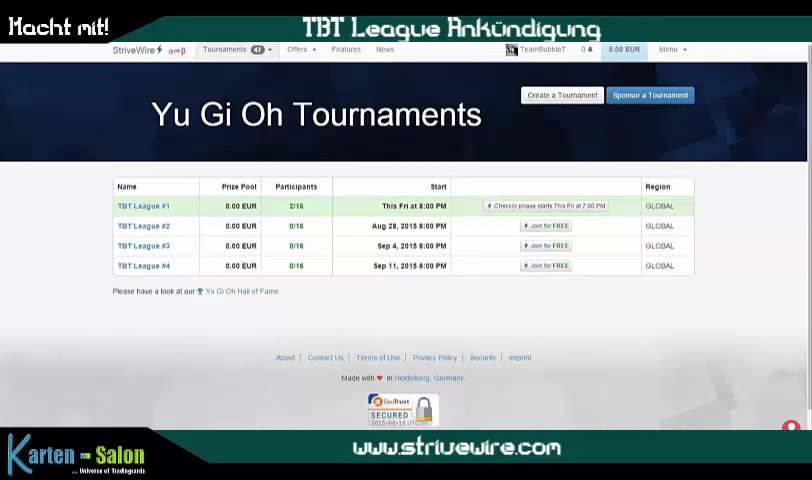 Macht mit!
TBT League Ankündigung
StriveWire α⇒β Tournaments 47 Offers Features News TeamBubbleT 0 0.00 EUR Menu
Yu Gi Oh Tournaments
Create a Tournament Sponsor a Tournament
Name Prize Pool Participants Start Region
TBT League #1 0.00 EUR 2/16 This Fri at 8:00 PM Checkin phase starts This Fri at 7:00 PM GLOBAL
TBT League #2 0.00 EUR 0/16 Aug 28, 2015 8:00 PM Join for FREE GLOBAL
TBT League #3 0.00 EUR 0/16 Sep 4, 2015 8:00 PM Join for FREE GLOBAL
TBT League #4 0.00 EUR 0/16 Sep 11, 2015 8:00 PM Join for FREE GLOBAL
Please have a look at our Yu Gi Oh Hall of Fame.
About Contact Us Terms of Use Privacy Policy Security Imprint
Made with ♥ in Heidelberg, Germany.
GeoTrust
SECURED
Karten - Salon
... Universe of Tradingcards
www.strivewire.com